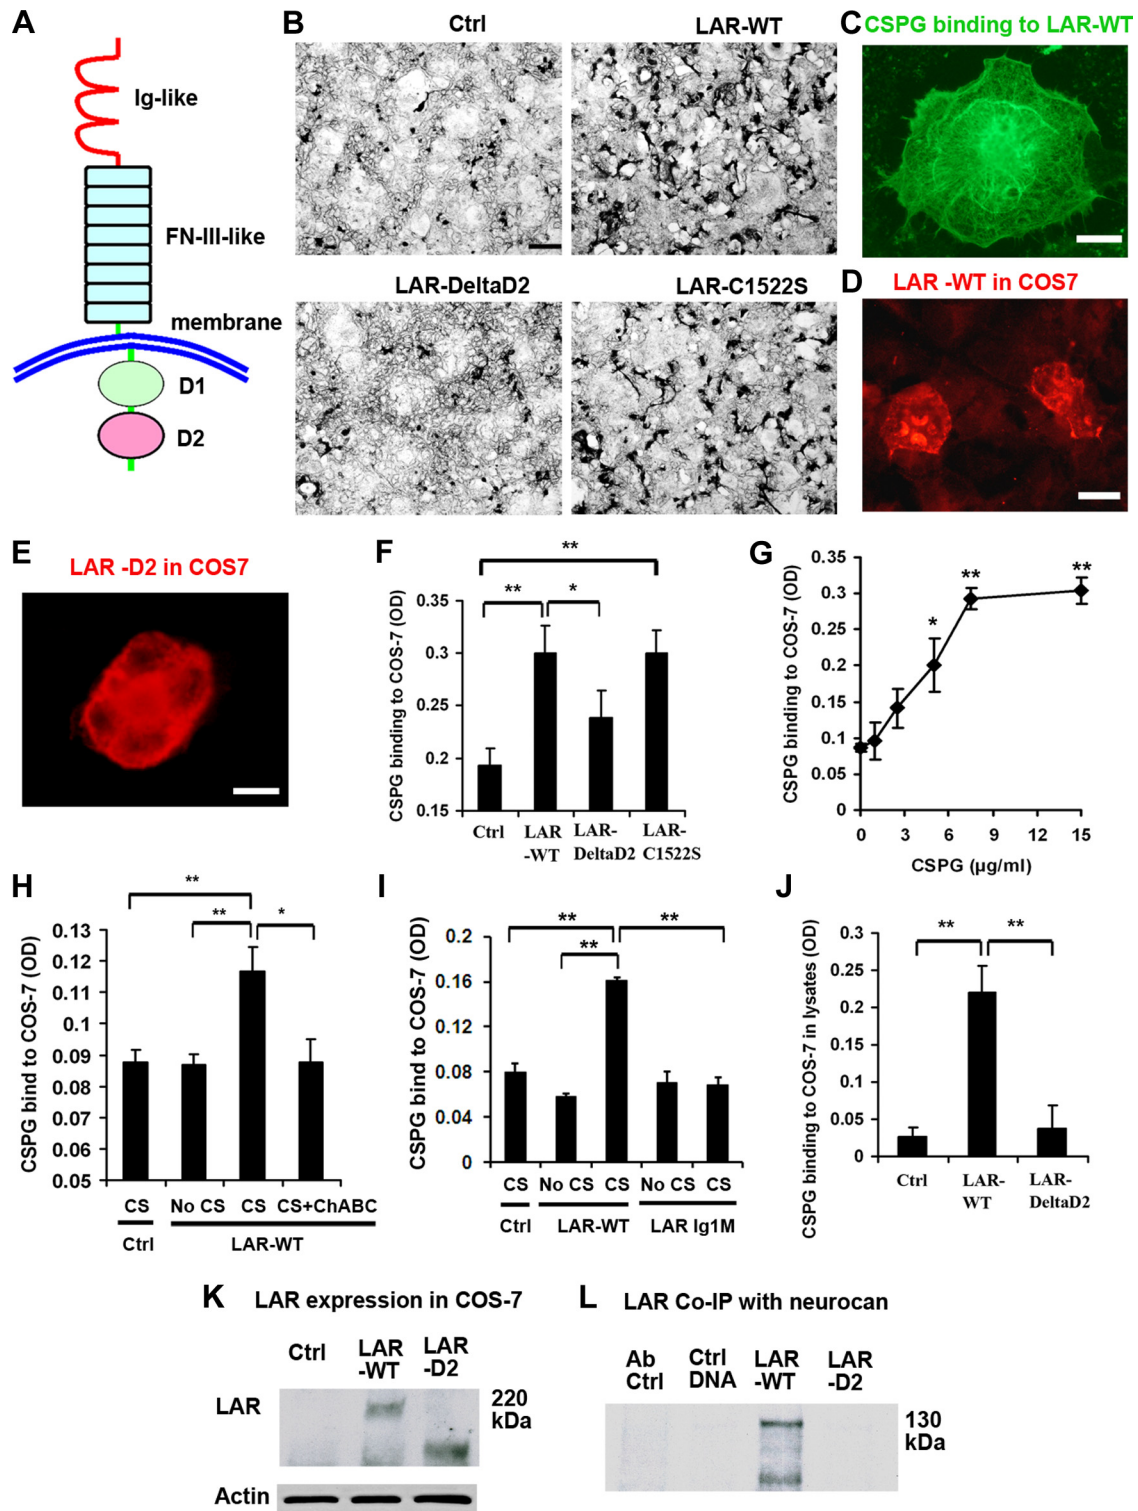 A
Ig-like
FN-III-like
membrane
D1
D2
B
Ctrl
LAR-WT
LAR-DeltaD2
LAR-C1522S
C CSPG binding to LAR-WT
D LAR -WT in COS7
E
LAR -D2 in COS7
F
**
**
*
CSPG binding to COS-7 (OD)
0.35
0.3
0.25
0.2
0.15
Ctrl
LAR
-WT
LAR-
DeltaD2
LAR-
C1522S
G
CSPG binding to COS-7 (OD)
0.35
0.3
0.25
0.2
0.15
0.1
0.05
0
*
**
**
0 3 6 9 12 15
CSPG (µg/ml)
H
**
**
*
CSPG bind to COS-7 (OD)
0.13
0.12
0.11
0.1
0.09
0.08
0.07
0.06
0.05
CS No CS CS CS+ChABC
Ctrl LAR-WT
I
**
**
**
CSPG bind to COS-7 (OD)
0.2
0.16
0.12
0.08
0.04
0
CS No CS CS No CS CS
Ctrl LAR-WT LAR Ig1M
J
**
**
CSPG binding to COS-7 in lysates (OD)
0.3
0.25
0.2
0.15
0.1
0.05
0
Ctrl
LAR-
WT
LAR-
DeltaD2
K LAR expression in COS-7
Ctrl
LAR
-WT
LAR
-D2
LAR
220
kDa
Actin
L LAR Co-IP with neurocan
Ab
Ctrl
Ctrl
DNA
LAR
-WT
LAR
-D2
130
kDa